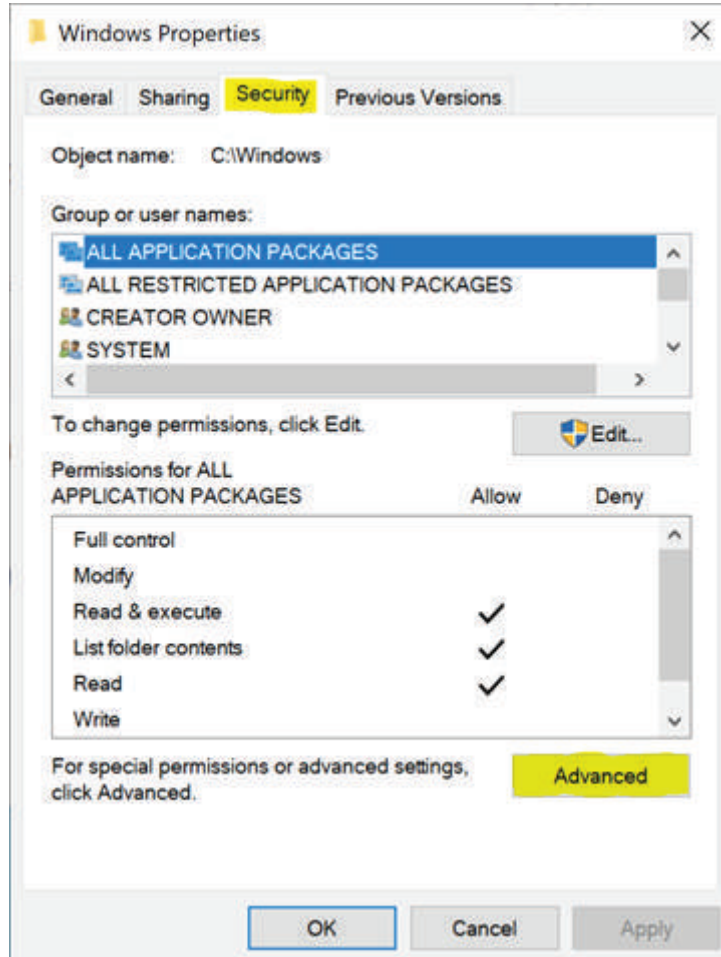 Windows Properties
General Sharing Security Previous Versions
Object name: C:\Windows
Group or user names:
ALL APPLICATION PACKAGES
ALL RESTRICTED APPLICATION PACKAGES
CREATOR OWNER
SYSTEM
To change permissions, click Edit.
Edit...
Permissions for ALL
APPLICATION PACKAGES Allow Deny
Full control
Modify
Read & execute
List folder contents
Read
Write
For special permissions or advanced settings,
click Advanced.
Advanced
OK Cancel Apply